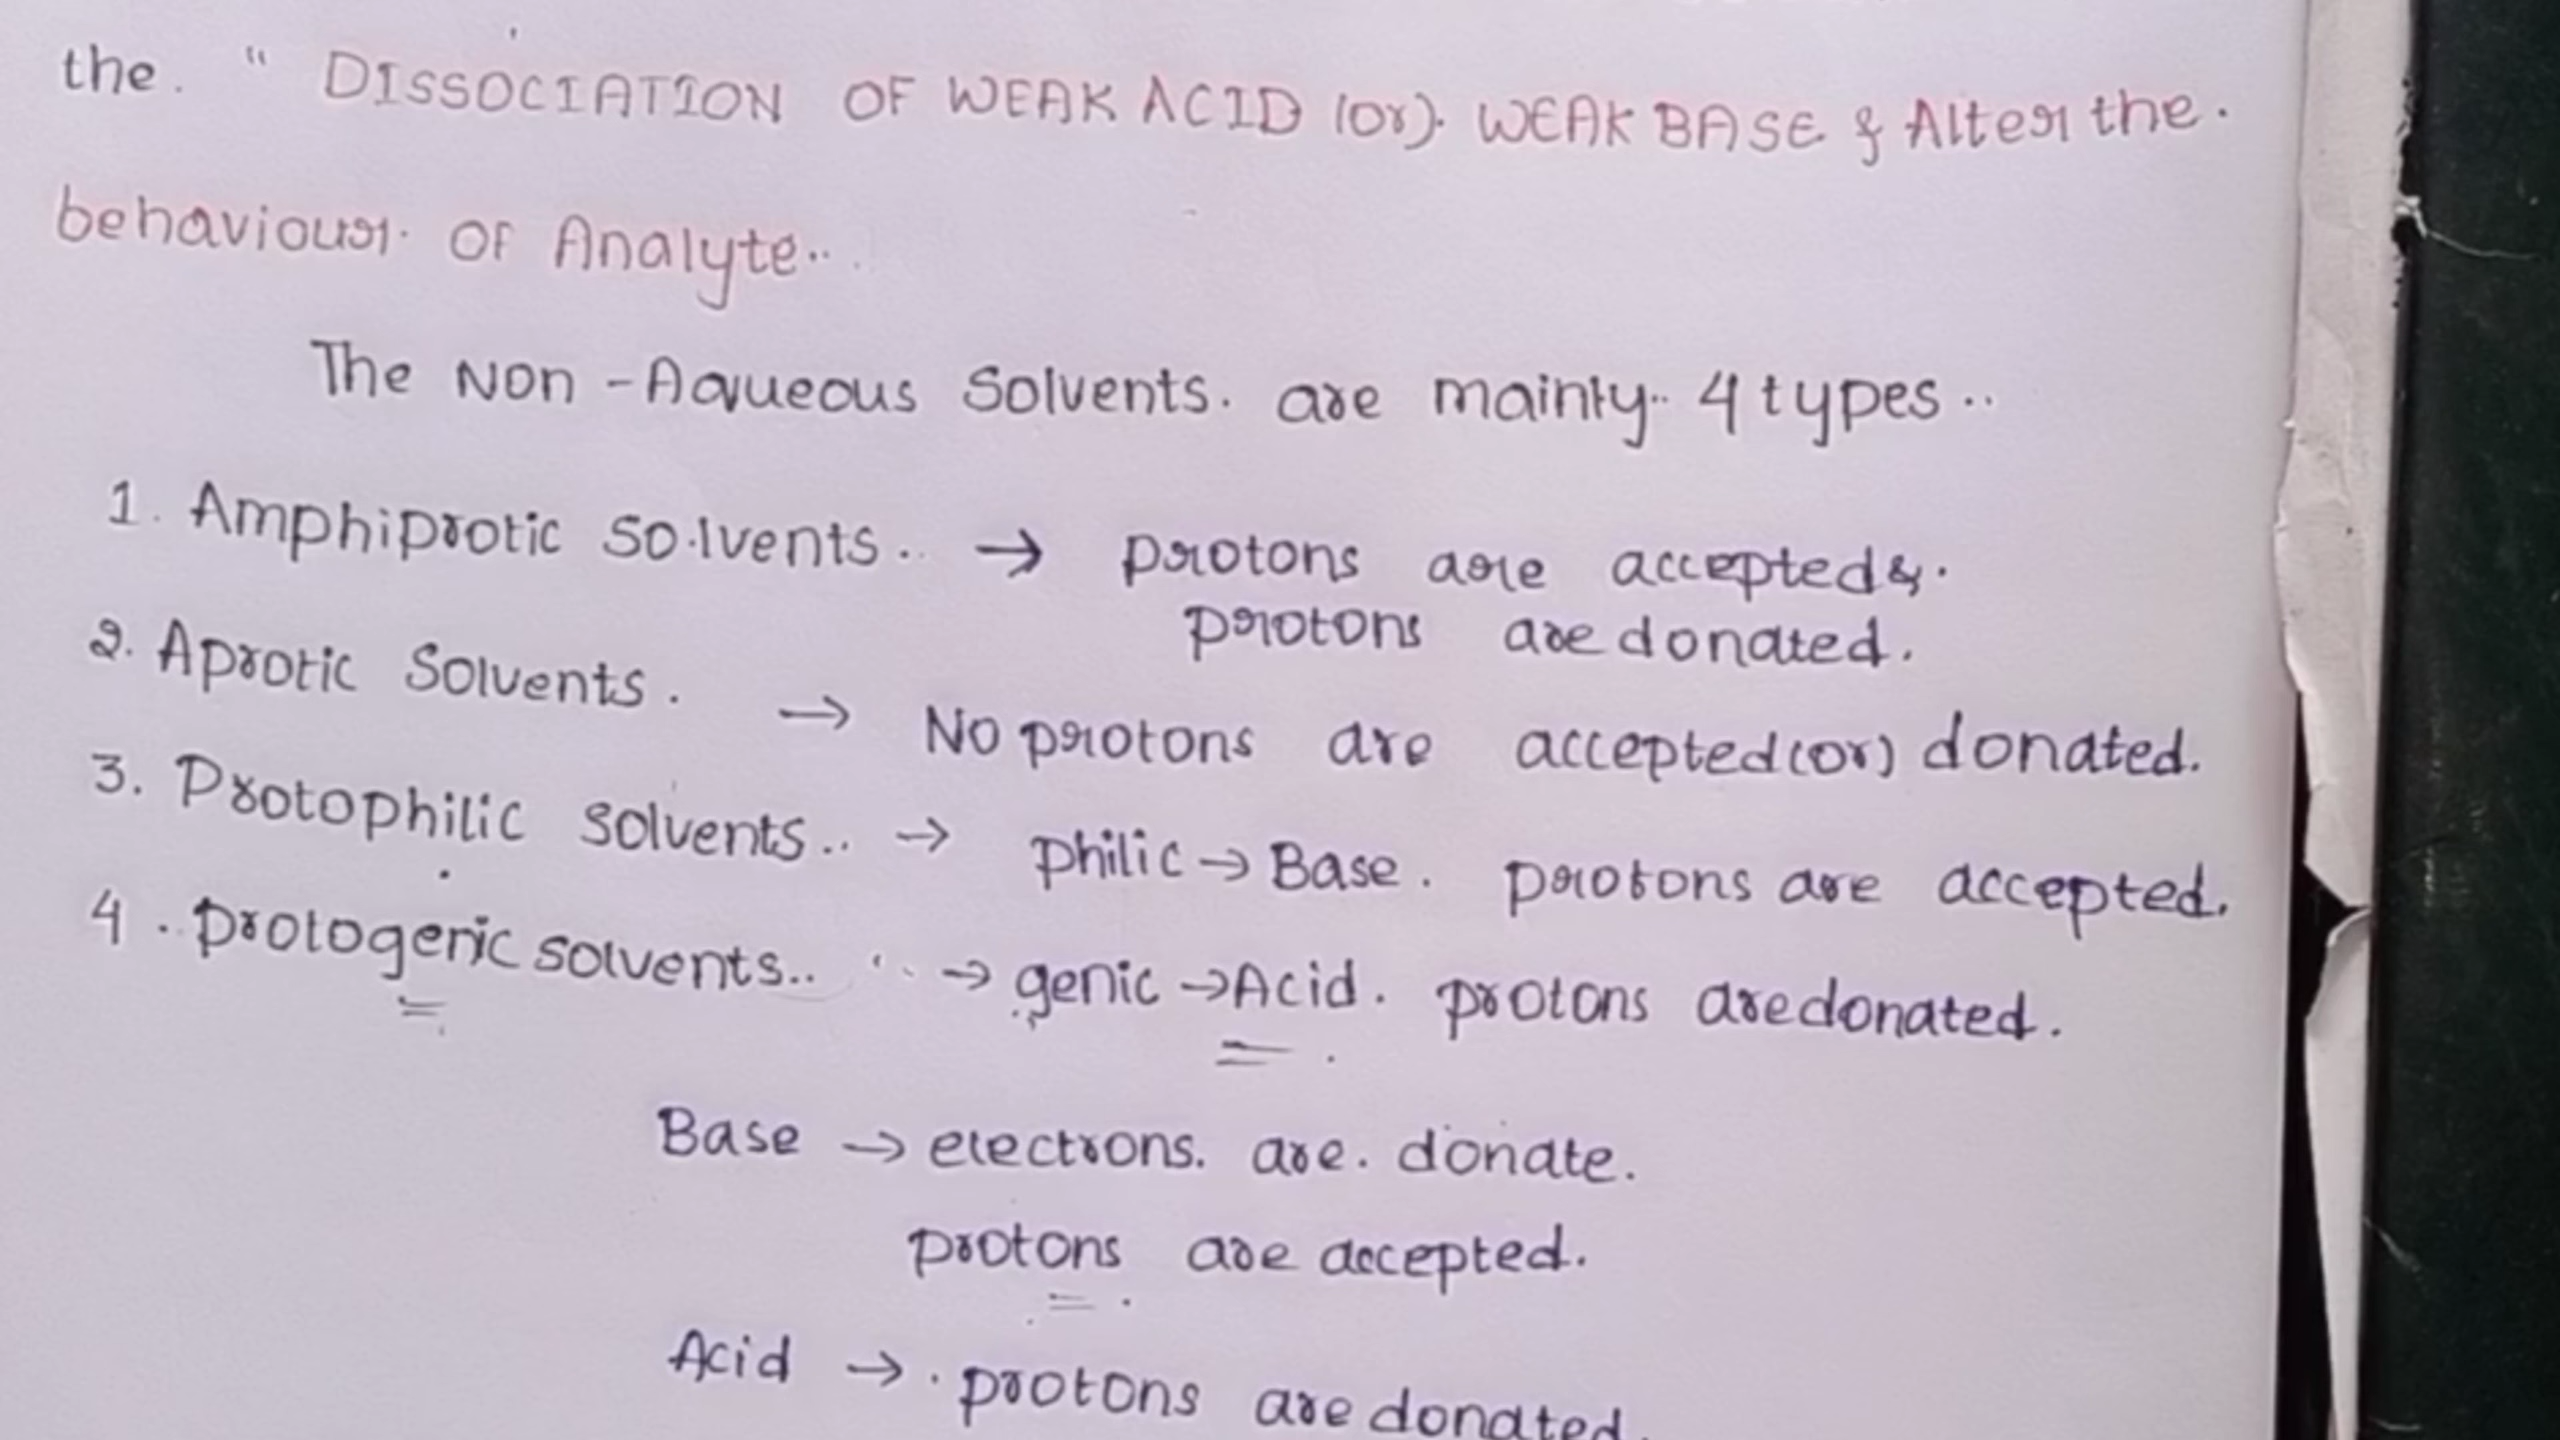 the. " DISSOCIATION OF WEAK ACID (or). WEAK BASE & Alter the.
behaviour. OF Analyte..
The Non-Aqueous Solvents. are mainly.. 4 types..
1. Amphiprotic so.lvents.. → protons are accepted &.
protons are donated.
2. Aprotic Solvents. → No protons are accepted (or) donated.
3. Protophilic solvents.. → philic → Base. protons are accepted.
4. protogenic solvents.. → genic → Acid. protons are donated.
Base → electrons. are. donate.
protons are accepted.
Acid → . protons are donated.